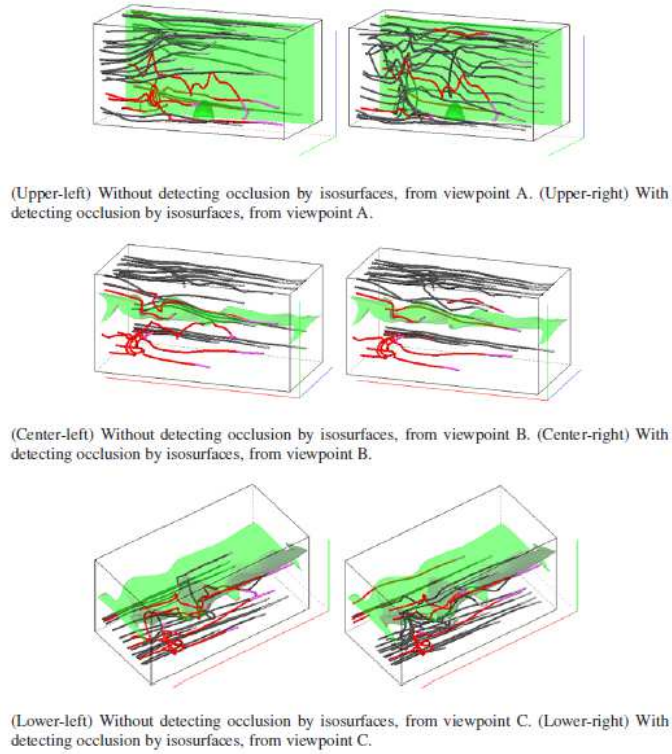 (Upper-left) Without detecting occlusion by isosurfaces, from viewpoint A. (Upper-right) With
detecting occlusion by isosurfaces, from viewpoint A.
(Center-left) Without detecting occlusion by isosurfaces, from viewpoint B. (Center-right) With
detecting occlusion by isosurfaces, from viewpoint B.
(Lower-left) Without detecting occlusion by isosurfaces, from viewpoint C. (Lower-right) With
detecting occlusion by isosurfaces, from viewpoint C.